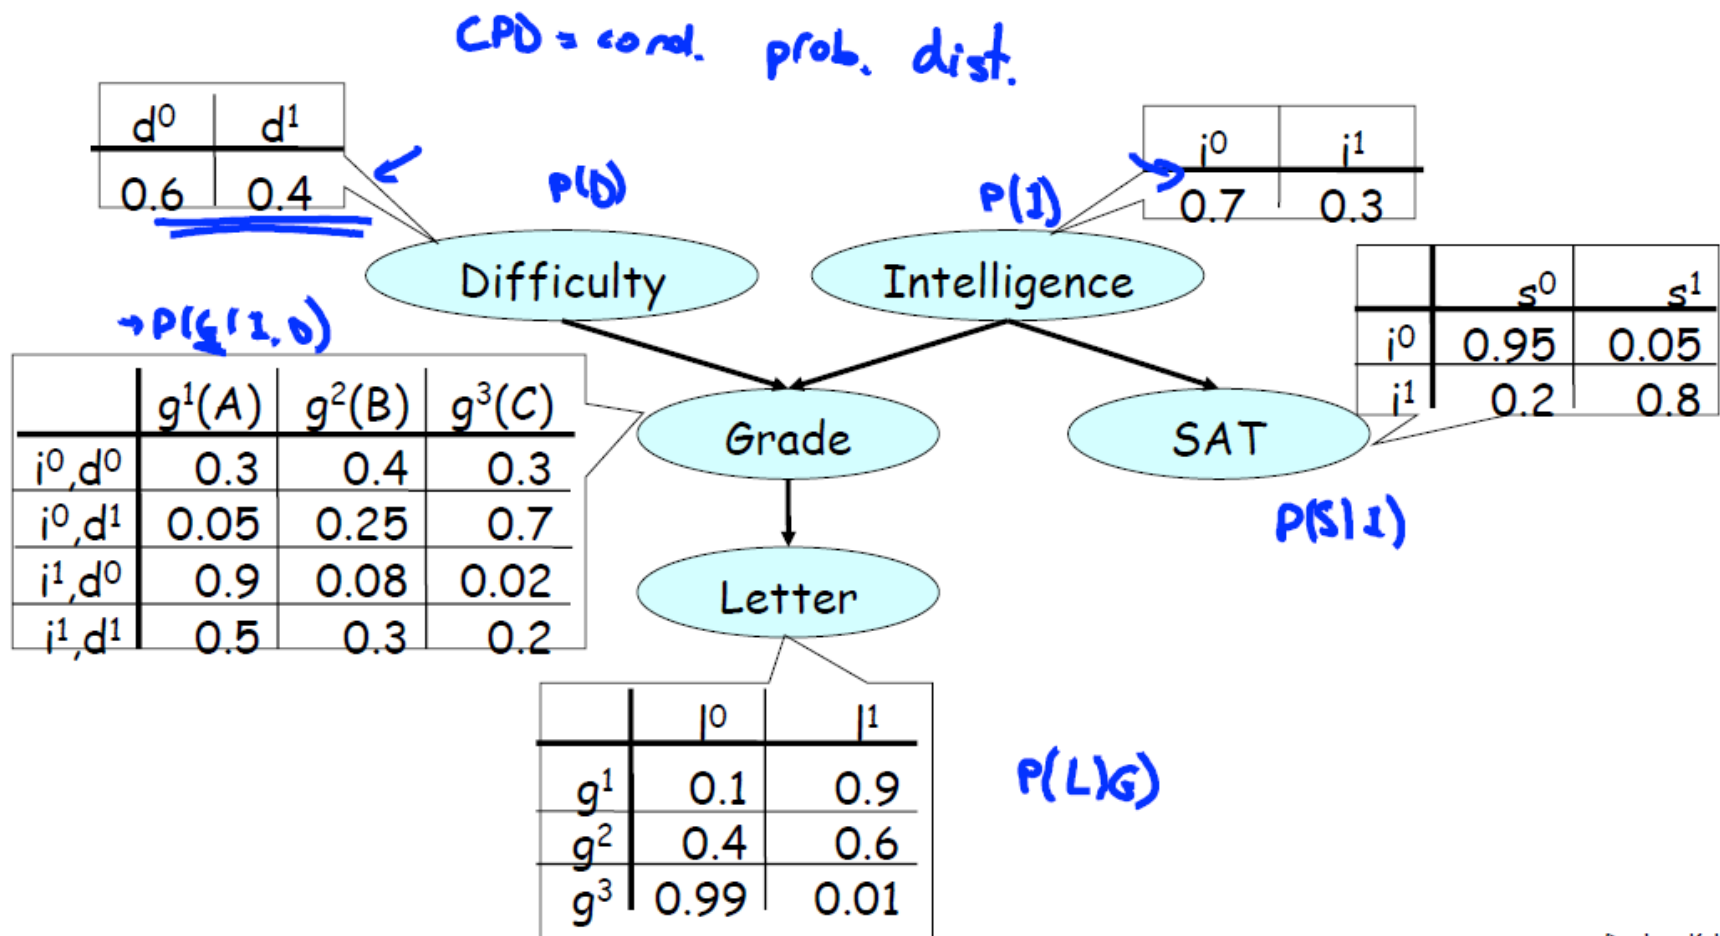 CPD = cond. prob. dist.
d⁰ d¹
0.6 0.4
P(D)
P(I)
i⁰ i¹
0.7 0.3
Difficulty
Intelligence
s⁰ s¹
i⁰ 0.95 0.05
i¹ 0.2 0.8
→P(G|I,D)
g¹(A) g²(B) g³(C)
i⁰,d⁰ 0.3 0.4 0.3
i⁰,d¹ 0.05 0.25 0.7
i¹,d⁰ 0.9 0.08 0.02
i¹,d¹ 0.5 0.3 0.2
Grade
SAT
P(S|I)
Letter
l⁰ l¹
g¹ 0.1 0.9
g² 0.4 0.6
g³ 0.99 0.01
P(L|G)